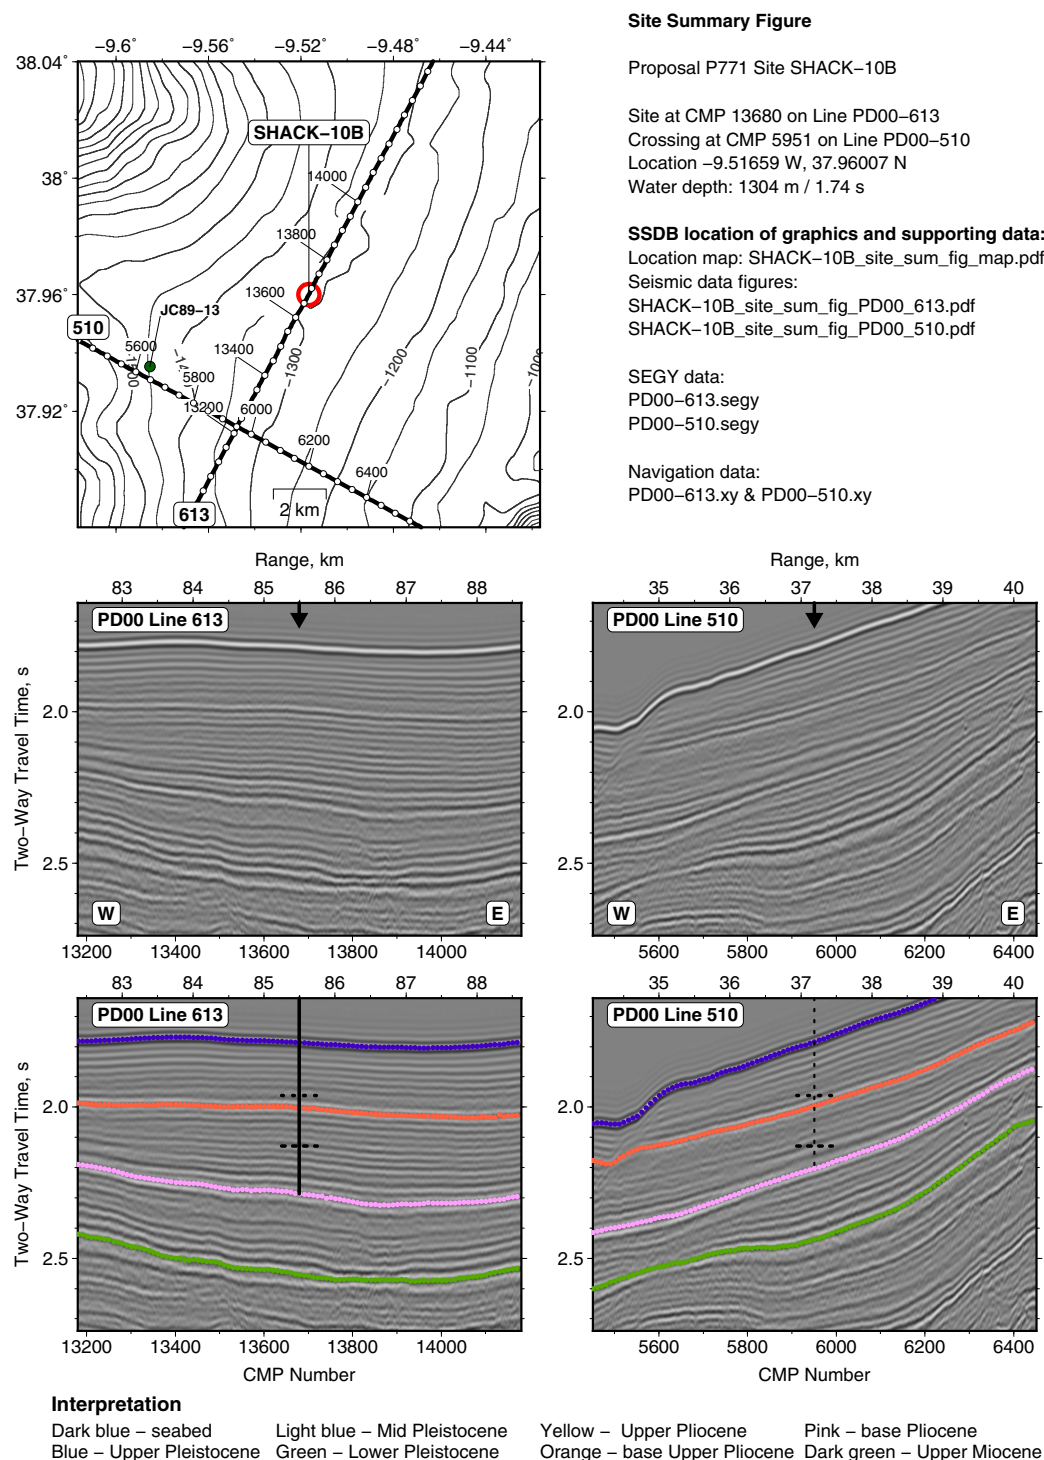 Site Summary Figure
Proposal P771 Site SHACK−10B
Site at CMP 13680 on Line PD00−613
Crossing at CMP 5951 on Line PD00−510
Location −9.51659 W, 37.96007 N
Water depth: 1304 m / 1.74 s
SSDB location of graphics and supporting data:
Location map: SHACK−10B_site_sum_fig_map.pdf
Seismic data figures:
SHACK−10B_site_sum_fig_PD00_613.pdf
SHACK−10B_site_sum_fig_PD00_510.pdf
SEGY data:
PD00−613.segy
PD00−510.segy
Navigation data:
PD00−613.xy & PD00−510.xy
−9.6° −9.56° −9.52° −9.48° −9.44°
38.04°
38°
37.96°
37.92°
SHACK−10B
14000
13800
13600
JC89−13
510
5600
13400
5800
13200
6000
6200
6400
−1300
−1200
−1100
613
2 km
Range, km
83 84 85 86 87 88
PD00 Line 613
Two−Way Travel Time, s
2.0
2.5
W E
13200 13400 13600 13800 14000
Range, km
35 36 37 38 39 40
PD00 Line 510
2.0
2.5
W E
5600 5800 6000 6200 6400
83 84 85 86 87 88
PD00 Line 613
Two−Way Travel Time, s
2.0
2.5
13200 13400 13600 13800 14000
CMP Number
35 36 37 38 39 40
PD00 Line 510
2.0
2.5
5600 5800 6000 6200 6400
CMP Number
Interpretation
Dark blue − seabed Light blue − Mid Pleistocene Yellow − Upper Pliocene Pink − base Pliocene
Blue − Upper Pleistocene Green − Lower Pleistocene Orange − base Upper Pliocene Dark green − Upper Miocene